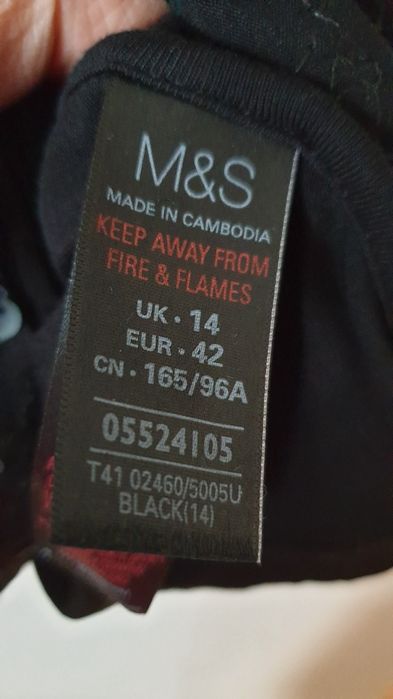 M&S
MADE IN CAMBODIA
KEEP AWAY FROM
FIRE & FLAMES
UK · 14
EUR · 42
CN · 165/96A
05524105
T41 02460/5005U
BLACK(14)